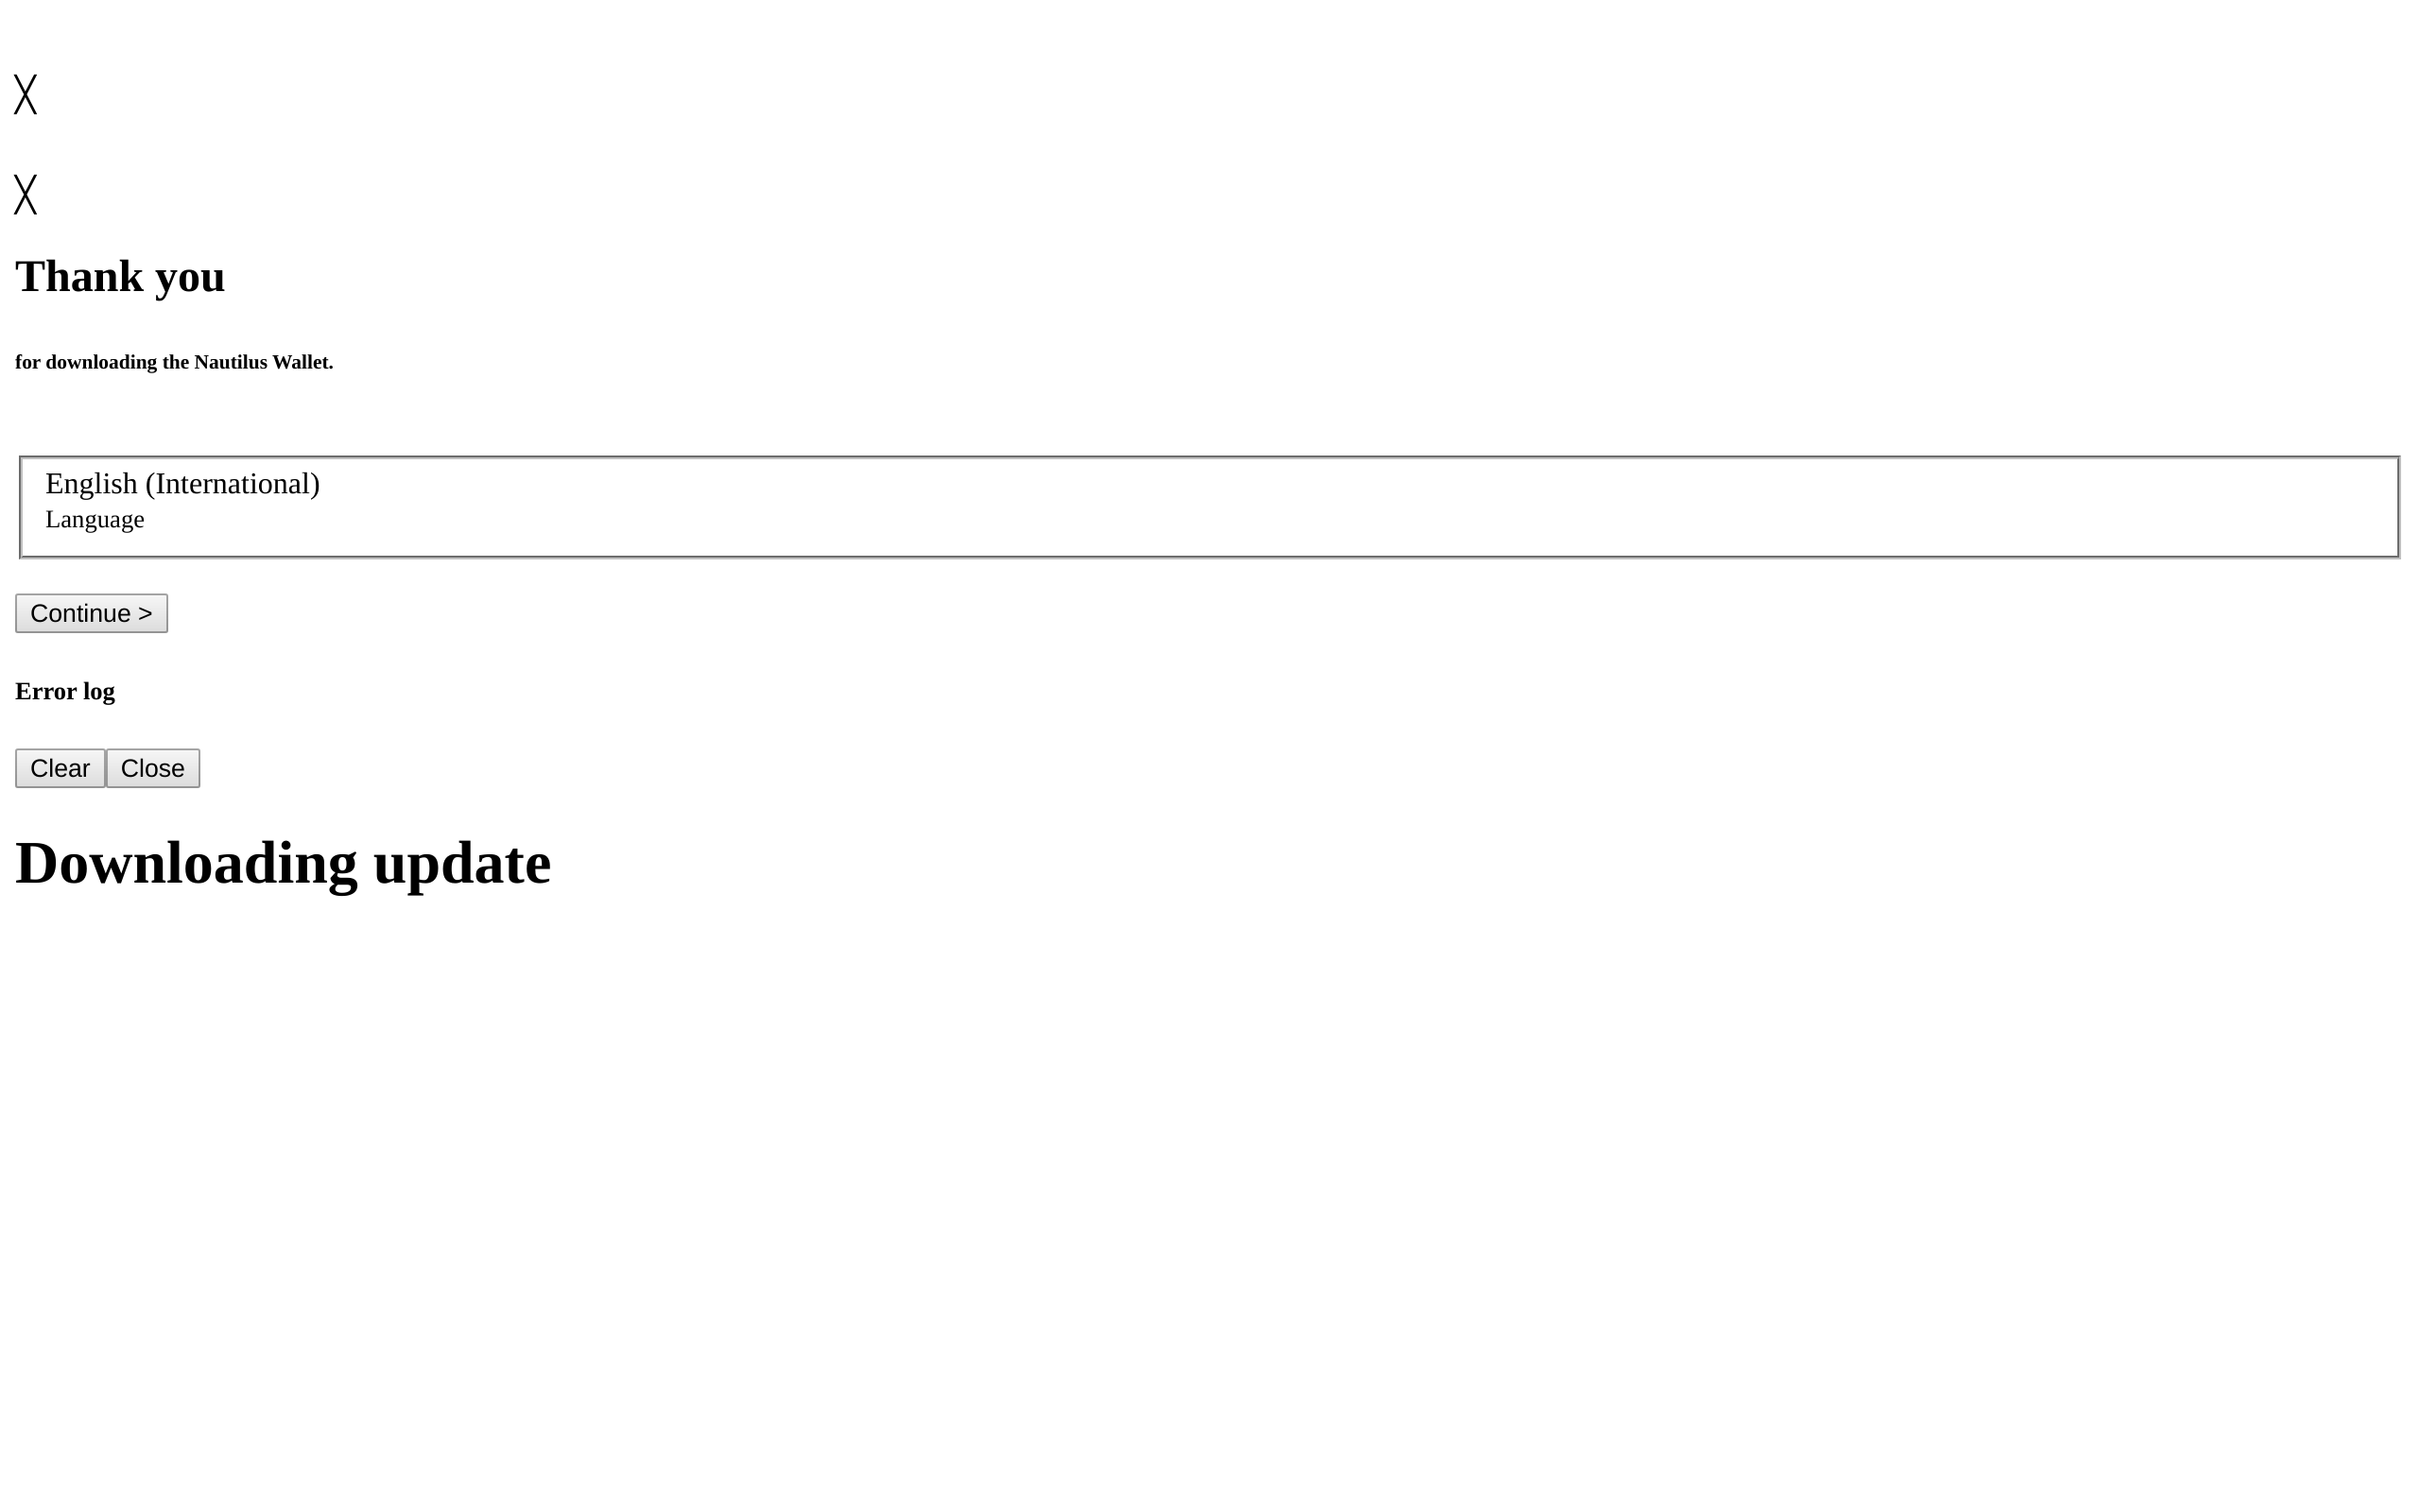 ╳
╳
Thank you
for downloading the Nautilus Wallet.
English (International)
Language
Continue >
Error log
Clear Close
Downloading update